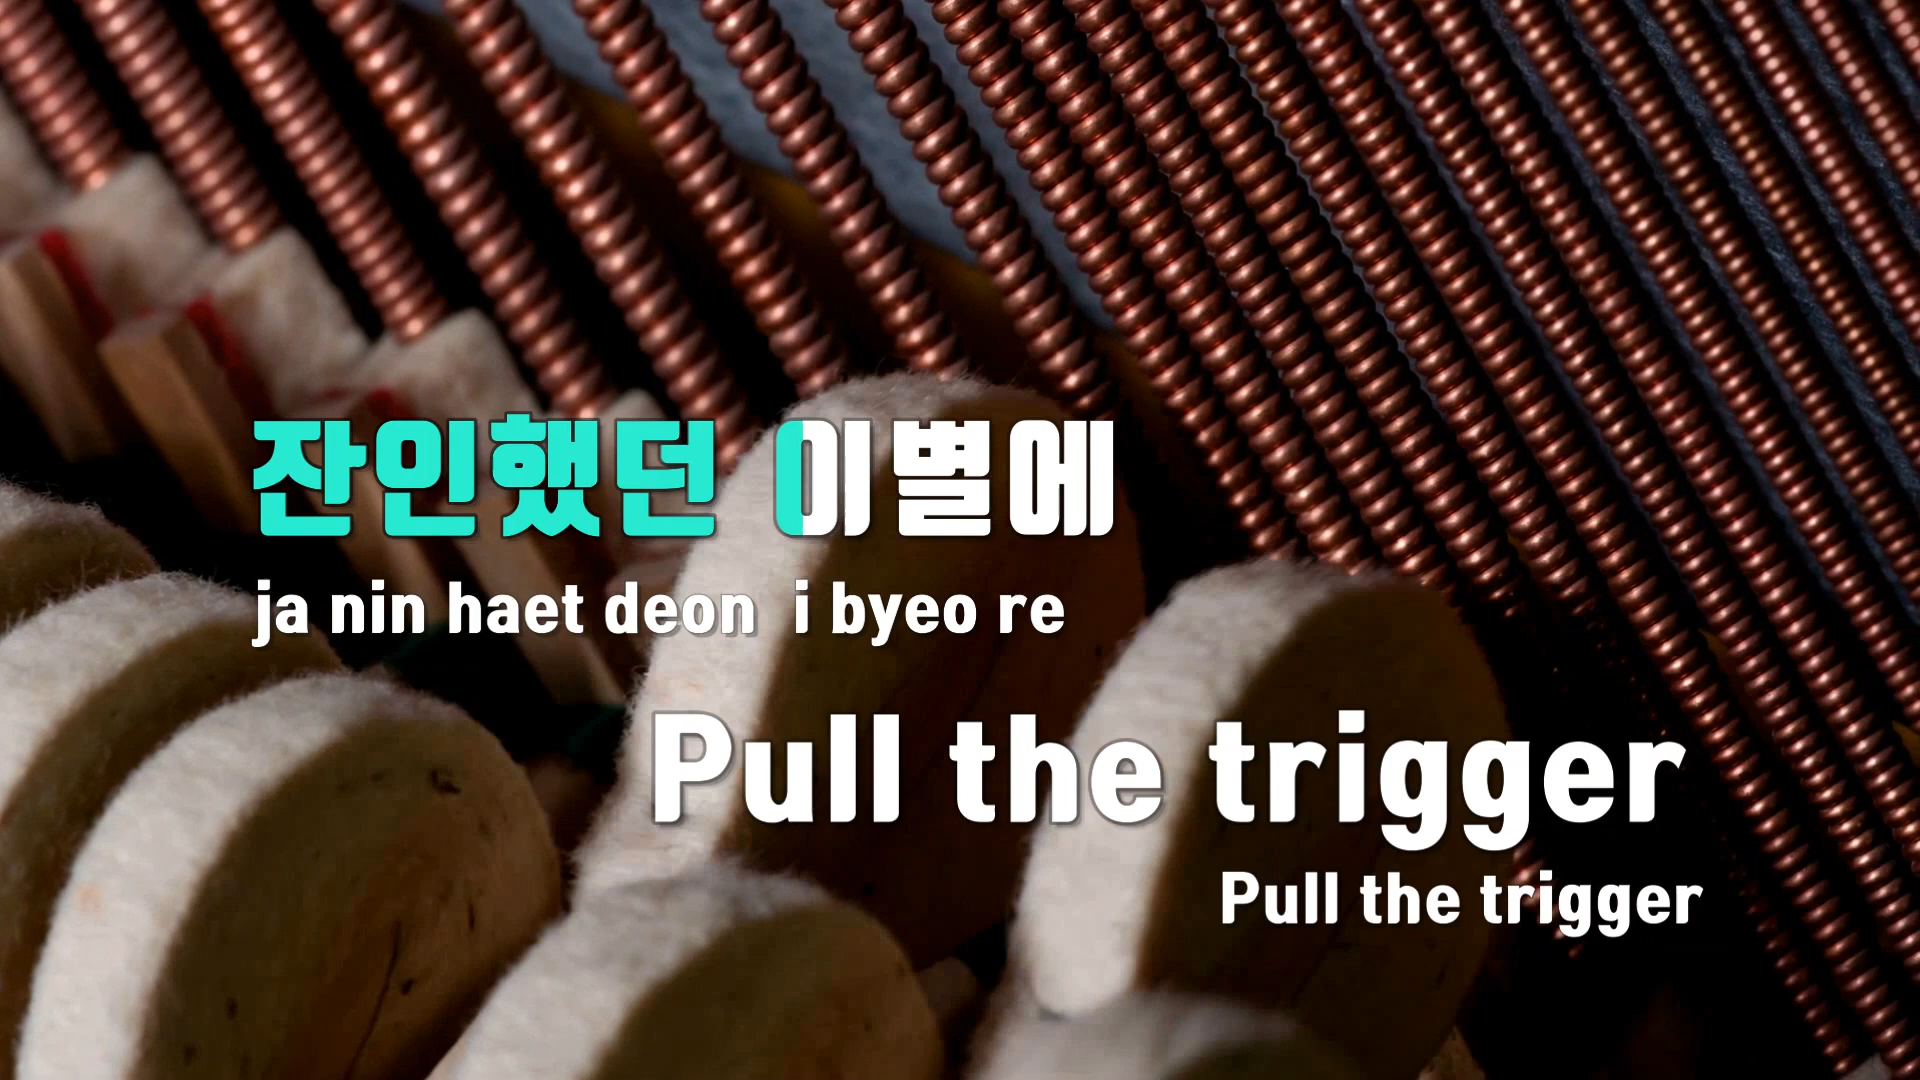 잔인했던 이별에
ja nin haet deon i byeo re
Pull the trigger
Pull the trigger